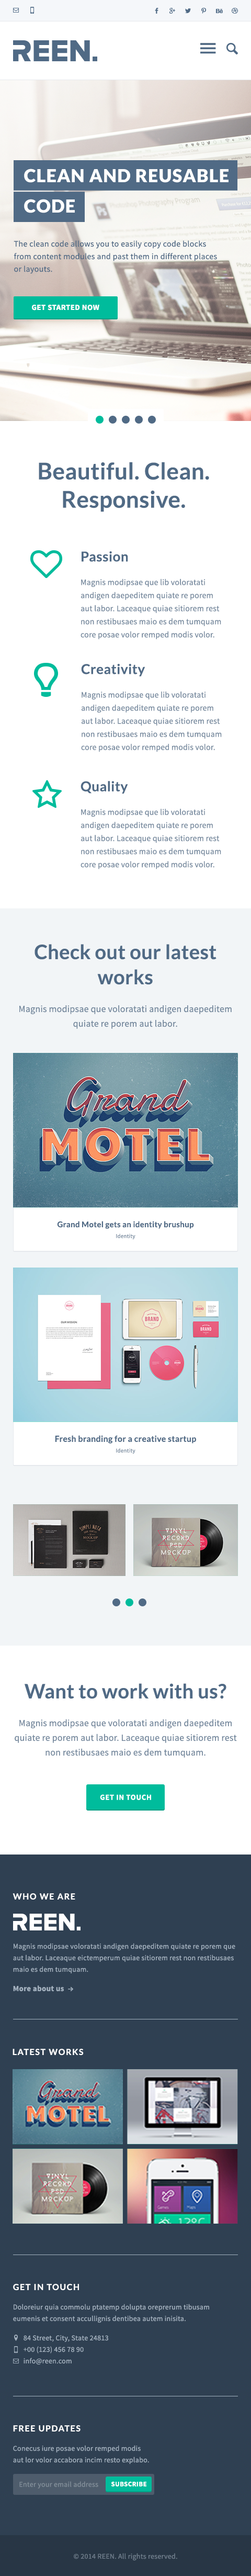 REEN.
CLEAN AND REUSABLE
CODE
The clean code allows you to easily copy code blocks
from content modules and past them in different places
or layouts.
GET STARTED NOW
Beautiful. Clean.
Responsive.
Passion
Magnis modipsae que lib voloratati
andigen daepeditem quiate re porem
aut labor. Laceaque quiae sitiorem rest
non restibusaes maio es dem tumquam
core posae volor remped modis volor.
Creativity
Magnis modipsae que lib voloratati
andigen daepeditem quiate re porem
aut labor. Laceaque quiae sitiorem rest
non restibusaes maio es dem tumquam
core posae volor remped modis volor.
Quality
Magnis modipsae que lib voloratati
andigen daepeditem quiate re porem
aut labor. Laceaque quiae sitiorem rest
non restibusaes maio es dem tumquam
core posae volor remped modis volor.
Check out our latest
works
Magnis modipsae que voloratati andigen daepeditem
quiate re porem aut labor.
Grand
MOTEL
Grand Motel gets an identity brushup
Identity
BRAND
Fresh branding for a creative startup
Identity
VINYL
RECORD
PSD
MOCKUP
Want to work with us?
Magnis modipsae que voloratati andigen daepeditem
quiate re porem aut labor. Laceaque quiae sitiorem rest
non restibusaes maio es dem tumquam.
GET IN TOUCH
WHO WE ARE
REEN.
Magnis modipsae voloratati andigen daepeditem quiate re porem que
aut labor. Laceaque eictemperum quiae sitiorem rest non restibusaes
maio es dem tumquam.
More about us →
LATEST WORKS
Grand
MOTEL
VINYL
RECORD
PSD
MOCKUP
GET IN TOUCH
Doloreiur quia commolu ptatemp dolupta oreprerum tibusam
eumenis et consent accullignis dentibea autem inisita.
84 Street, City, State 24813
+00 (123) 456 78 90
info@reen.com
FREE UPDATES
Conecus iure posae volor remped modis
aut lor volor accabora incim resto explabo.
Enter your email address
SUBSCRIBE
© 2014 REEN. All rights reserved.